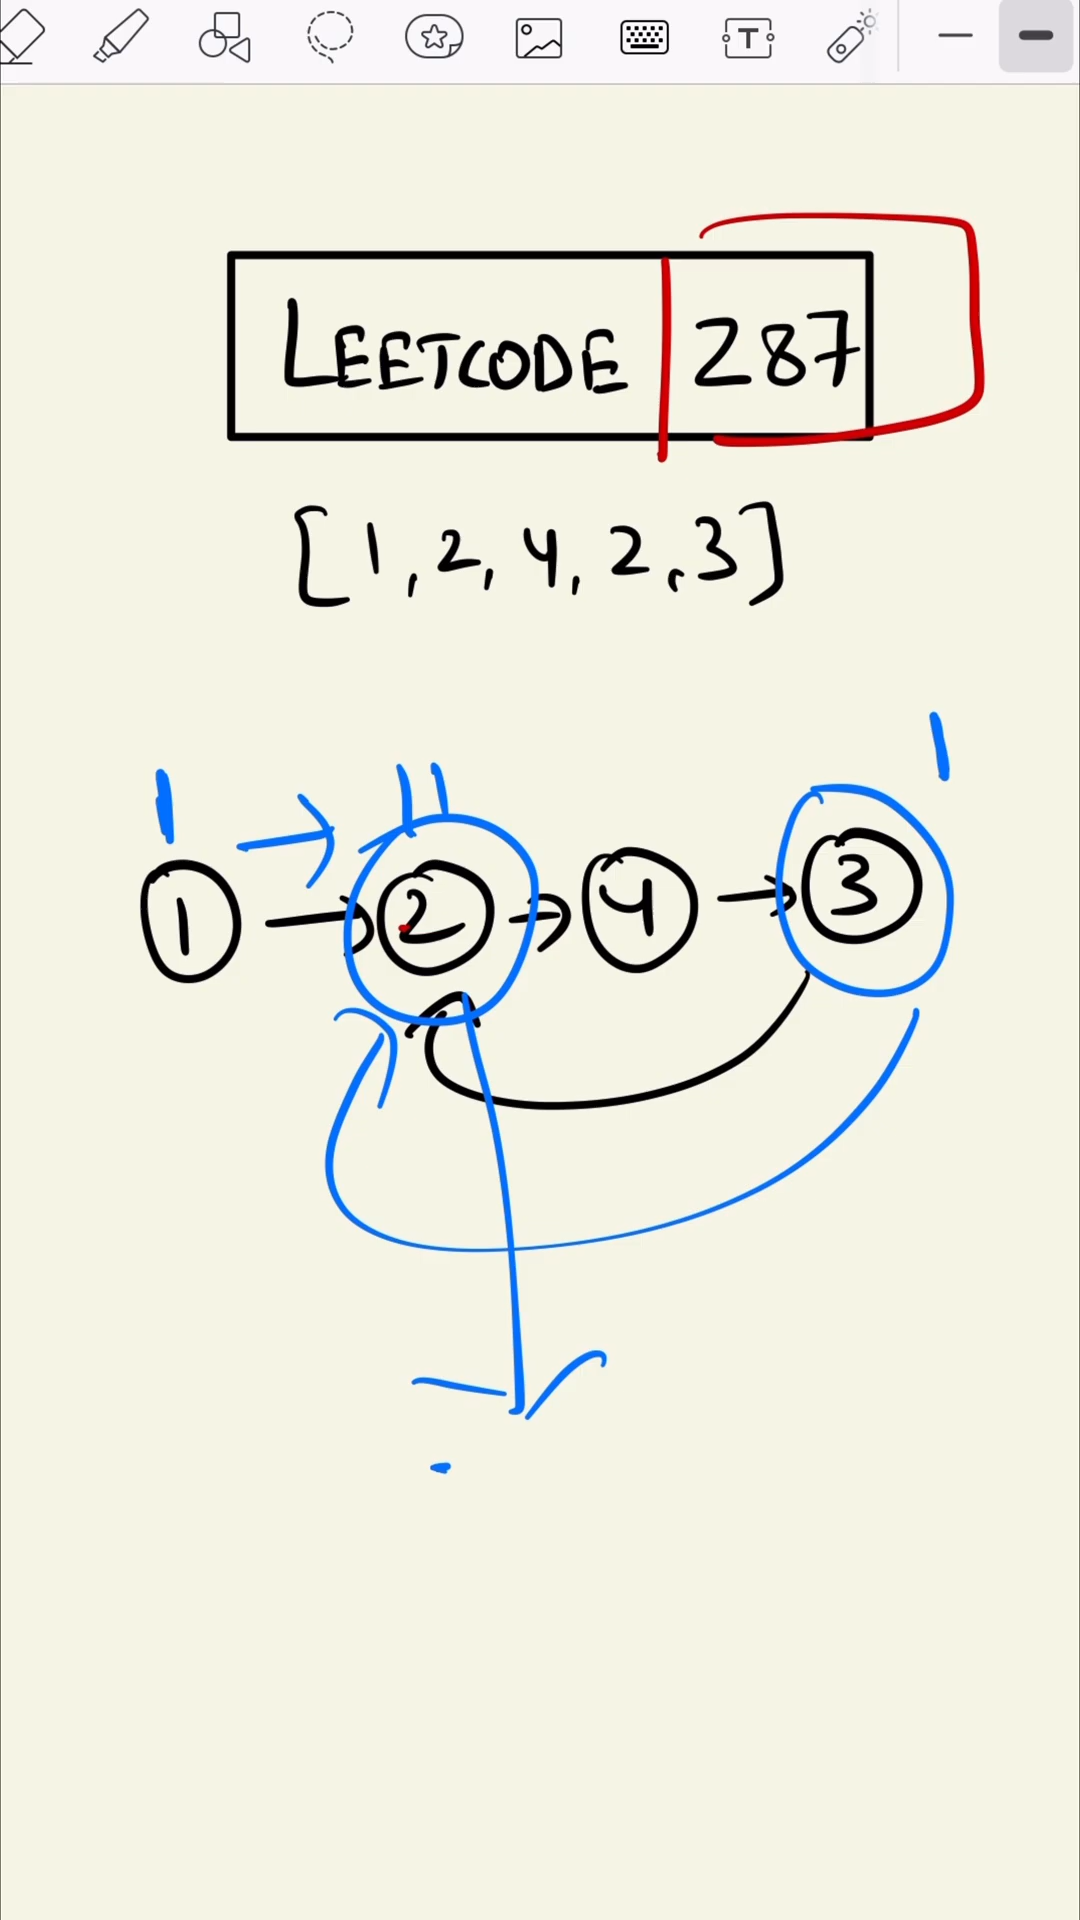 LEETCODE 287
[1, 2, 4, 2, 3]
1 → 2 → 4 → 3